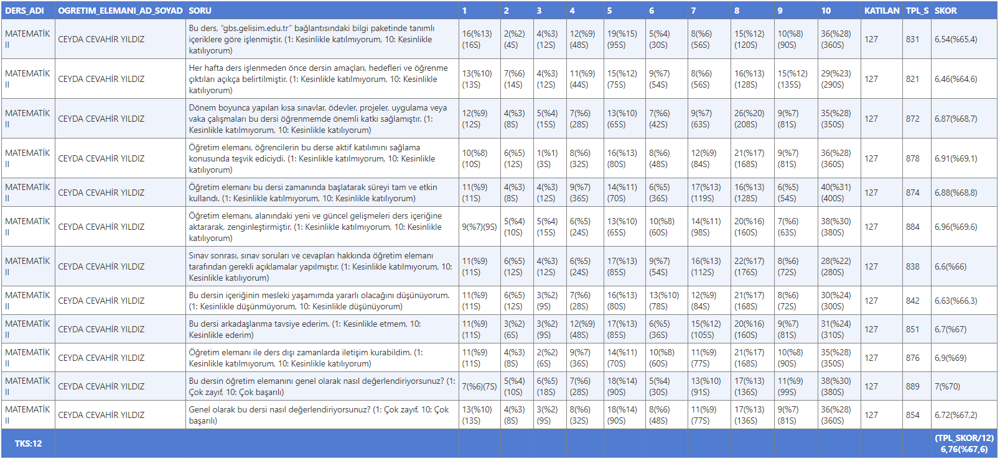 DERS_ADI OGRETIM_ELEMANI_AD_SOYAD SORU 1 2 3 4 5 6 7 8 9 10 KATILAN TPL_S SKOR
MATEMATİK II CEYDA CEVAHİR YILDIZ Bu ders, “gbs.gelisim.edu.tr” bağlantısındaki bilgi paketinde tanımlı içeriklere göre işlenmiştir. (1: Kesinlikle katılmıyorum, 10: Kesinlikle katılıyorum) 16(%13)(16S) 2(%2)(4S) 4(%3)(12S) 12(%9)(48S) 19(%15)(95S) 5(%4)(30S) 8(%6)(56S) 15(%12)(120S) 10(%8)(90S) 36(%28)(360S) 127 831 6,54(%65,4)
MATEMATİK II CEYDA CEVAHİR YILDIZ Her hafta ders işlenmeden önce dersin amaçları, hedefleri ve öğrenme çıktıları açıkça belirtilmiştir. (1: Kesinlikle katılmıyorum, 10: Kesinlikle katılıyorum) 13(%10)(13S) 7(%6)(14S) 4(%3)(12S) 11(%9)(44S) 15(%12)(75S) 9(%7)(54S) 8(%6)(56S) 16(%13)(128S) 15(%12)(135S) 29(%23)(290S) 127 821 6,46(%64,6)
MATEMATİK II CEYDA CEVAHİR YILDIZ Dönem boyunca yapılan kısa sınavlar, ödevler, projeler, uygulama veya vaka çalışmaları bu dersi öğrenmemde önemli katkı sağlamıştır. (1: Kesinlikle katılmıyorum, 10: Kesinlikle katılıyorum) 12(%9)(12S) 4(%3)(8S) 5(%4)(15S) 7(%6)(28S) 13(%10)(65S) 7(%6)(42S) 9(%7)(63S) 26(%20)(208S) 9(%7)(81S) 35(%28)(350S) 127 872 6,87(%68,7)
MATEMATİK II CEYDA CEVAHİR YILDIZ Öğretim elemanı, öğrencilerin bu derse aktif katılımını sağlama konusunda teşvik ediciydi. (1: Kesinlikle katılmıyorum, 10: Kesinlikle katılıyorum) 10(%8)(10S) 6(%5)(12S) 1(%1)(3S) 8(%6)(32S) 16(%13)(80S) 8(%6)(48S) 12(%9)(84S) 21(%17)(168S) 9(%7)(81S) 36(%28)(360S) 127 878 6,91(%69,1)
MATEMATİK II CEYDA CEVAHİR YILDIZ Öğretim elemanı bu dersi zamanında başlatarak süreyi tam ve etkin kullandı. (1: Kesinlikle katılmıyorum, 10: Kesinlikle katılıyorum) 11(%9)(11S) 4(%3)(8S) 4(%3)(12S) 9(%7)(36S) 14(%11)(70S) 6(%5)(36S) 17(%13)(119S) 16(%13)(128S) 6(%5)(54S) 40(%31)(400S) 127 874 6,88(%68,8)
MATEMATİK II CEYDA CEVAHİR YILDIZ Öğretim elemanı, alanındaki yeni ve güncel gelişmeleri ders içeriğine aktararak, zenginleştirmiştir. (1: Kesinlikle katılmıyorum, 10: Kesinlikle katılıyorum) 9(%7)(9S) 5(%4)(10S) 5(%4)(15S) 6(%5)(24S) 13(%10)(65S) 10(%8)(60S) 14(%11)(98S) 20(%16)(160S) 7(%6)(63S) 38(%30)(380S) 127 884 6,96(%69,6)
MATEMATİK II CEYDA CEVAHİR YILDIZ Sınav sonrası, sınav soruları ve cevapları hakkında öğretim elemanı tarafından gerekli açıklamalar yapılmıştır. (1: Kesinlikle katılmıyorum, 10: Kesinlikle katılıyorum) 11(%9)(11S) 6(%5)(12S) 4(%3)(12S) 6(%5)(24S) 17(%13)(85S) 9(%7)(54S) 16(%13)(112S) 22(%17)(176S) 8(%6)(72S) 28(%22)(280S) 127 838 6,6(%66)
MATEMATİK II CEYDA CEVAHİR YILDIZ Bu dersin içeriğinin mesleki yaşamımda yararlı olacağını düşünüyorum. (1: Kesinlikle düşünmüyorum, 10: Kesinlikle düşünüyorum) 11(%9)(11S) 6(%5)(12S) 3(%2)(9S) 7(%6)(28S) 16(%13)(80S) 13(%10)(78S) 12(%9)(84S) 21(%17)(168S) 8(%6)(72S) 30(%24)(300S) 127 842 6,63(%66,3)
MATEMATİK II CEYDA CEVAHİR YILDIZ Bu dersi arkadaşlarıma tavsiye ederim. (1: Kesinlikle etmem, 10: Kesinlikle ederim) 11(%9)(11S) 3(%2)(6S) 3(%2)(9S) 12(%9)(48S) 17(%13)(85S) 6(%5)(36S) 15(%12)(105S) 20(%16)(160S) 9(%7)(81S) 31(%24)(310S) 127 851 6,7(%67)
MATEMATİK II CEYDA CEVAHİR YILDIZ Öğretim elemanı ile ders dışı zamanlarda iletişim kurabildim. (1: Kesinlikle katılmıyorum, 10: Kesinlikle katılıyorum) 11(%9)(11S) 4(%3)(8S) 2(%2)(6S) 9(%7)(36S) 14(%11)(70S) 10(%8)(60S) 11(%9)(77S) 21(%17)(168S) 10(%8)(90S) 35(%28)(350S) 127 876 6,9(%69)
MATEMATİK II CEYDA CEVAHİR YILDIZ Bu dersin öğretim elemanını genel olarak nasıl değerlendiriyorsunuz? (1: Çok zayıf, 10: Çok başarılı) 7(%6)(7S) 5(%4)(10S) 6(%5)(18S) 7(%6)(28S) 18(%14)(90S) 5(%4)(30S) 13(%10)(91S) 17(%13)(136S) 11(%9)(99S) 38(%30)(380S) 127 889 7(%70)
MATEMATİK II CEYDA CEVAHİR YILDIZ Genel olarak bu dersi nasıl değerlendiriyorsunuz? (1: Çok zayıf, 10: Çok başarılı) 13(%10)(13S) 4(%3)(8S) 3(%2)(9S) 8(%6)(32S) 18(%14)(90S) 8(%6)(48S) 11(%9)(77S) 17(%13)(136S) 9(%7)(81S) 36(%28)(360S) 127 854 6,72(%67,2)
TKS:12 (TPL_SKOR/12) 6,76(%67,6)